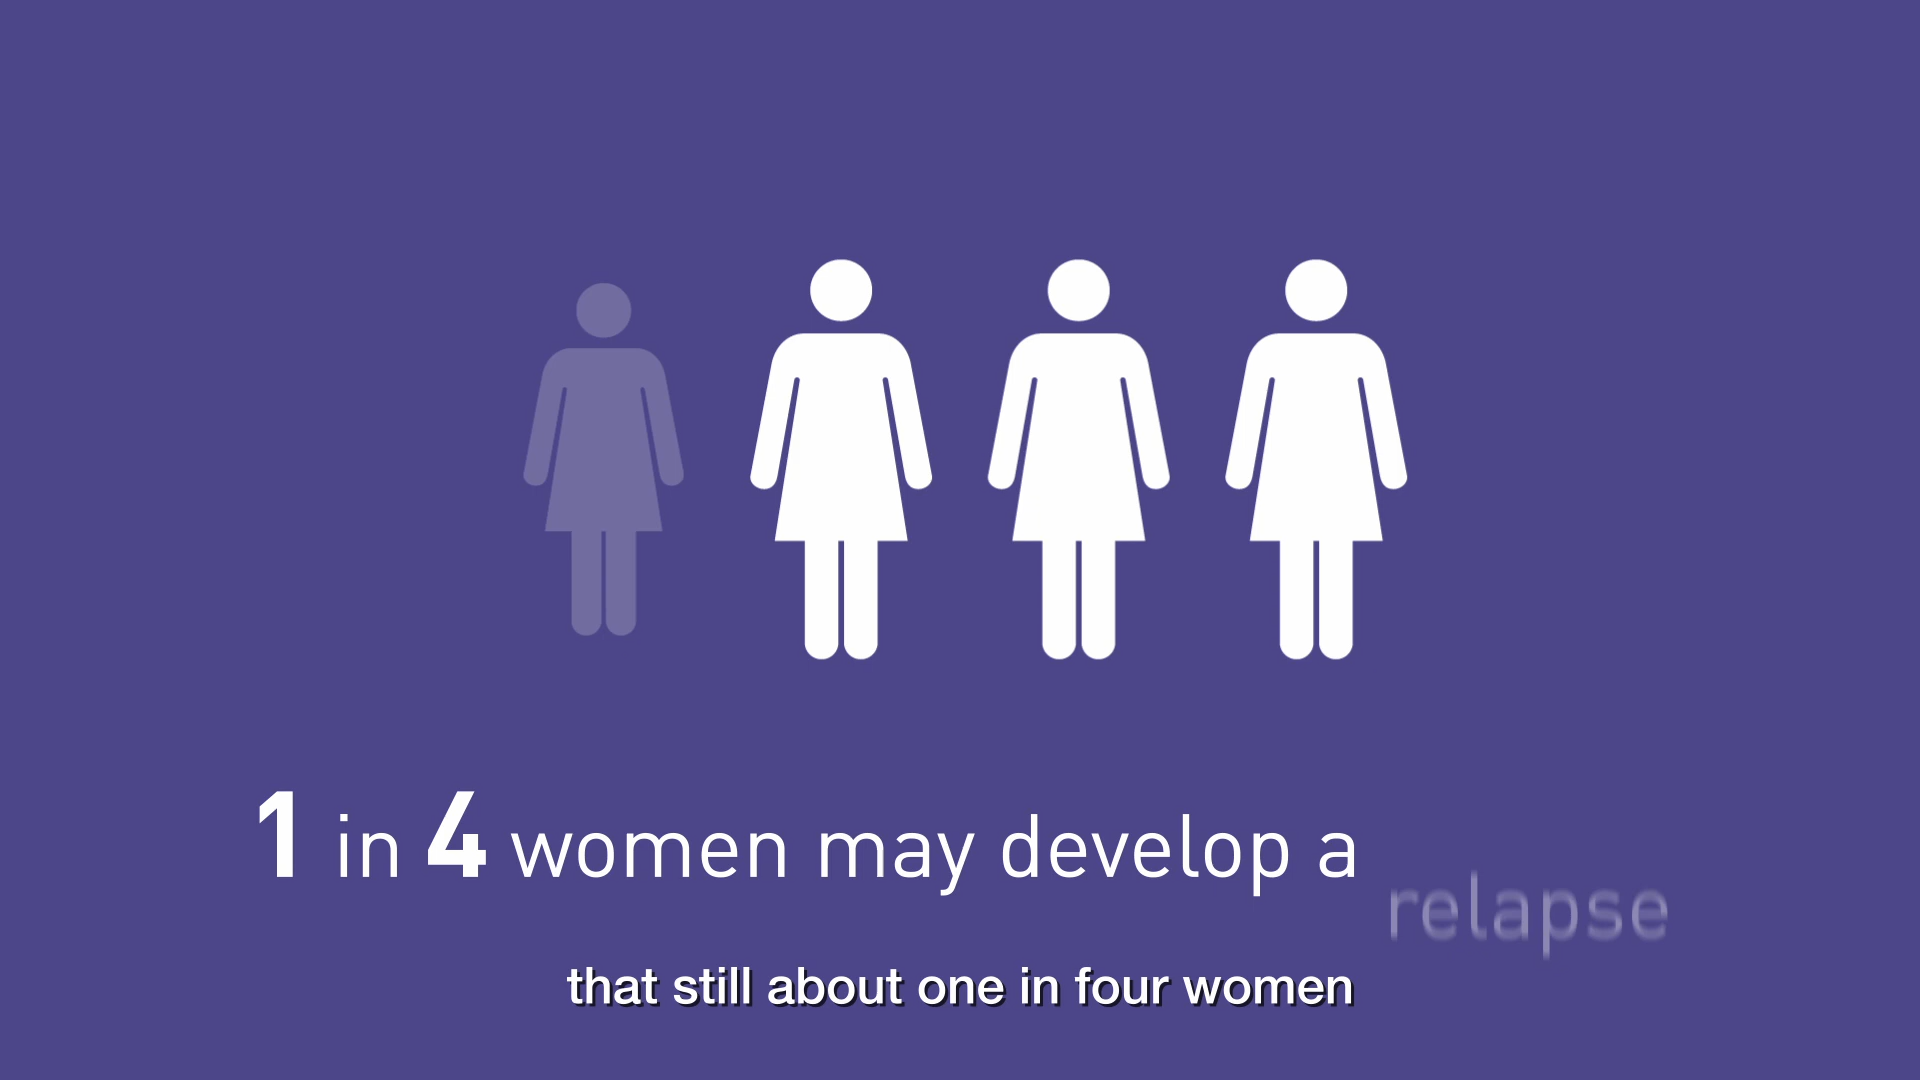 1 in 4 women may develop a relapse
that still about one in four women